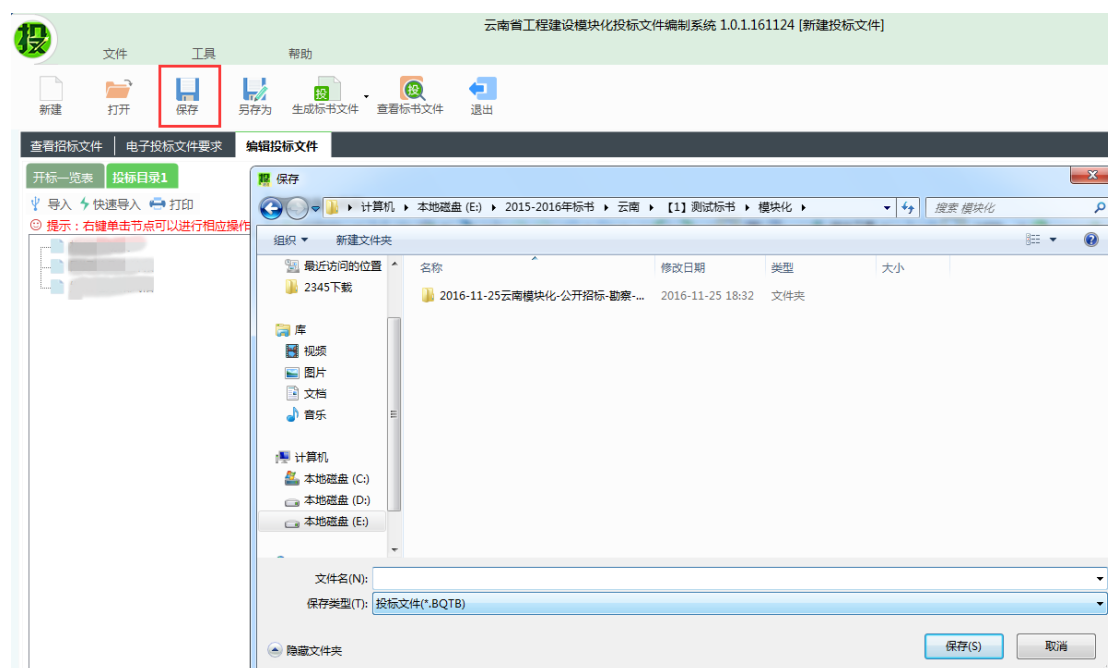 云南省工程建设模块化投标文件编制系统 1.0.1.161124 [新建投标文件]
投
文件 工具 帮助
新建 打开 保存 另存为 投 生成标书文件 投 查看标书文件 退出
查看招标文件 电子投标文件要求 编辑投标文件
开标一览表 投标目录1
导入 快速导入 打印
提示：右键单击节点可以进行相应操作
保存
计算机 本地磁盘 (E:) 2015-2016年标书 云南 【1】测试标书 模块化
搜索 模块化
组织 新建文件夹
最近访问的位置
2345下载
库
视频
图片
文档
音乐
计算机
本地磁盘 (C:)
本地磁盘 (D:)
本地磁盘 (E:)
名称 修改日期 类型 大小
2016-11-25云南模块化-公开招标-勘察-... 2016-11-25 18:32 文件夹
文件名(N):
保存类型(T): 投标文件(*.BQTB)
隐藏文件夹 保存(S) 取消